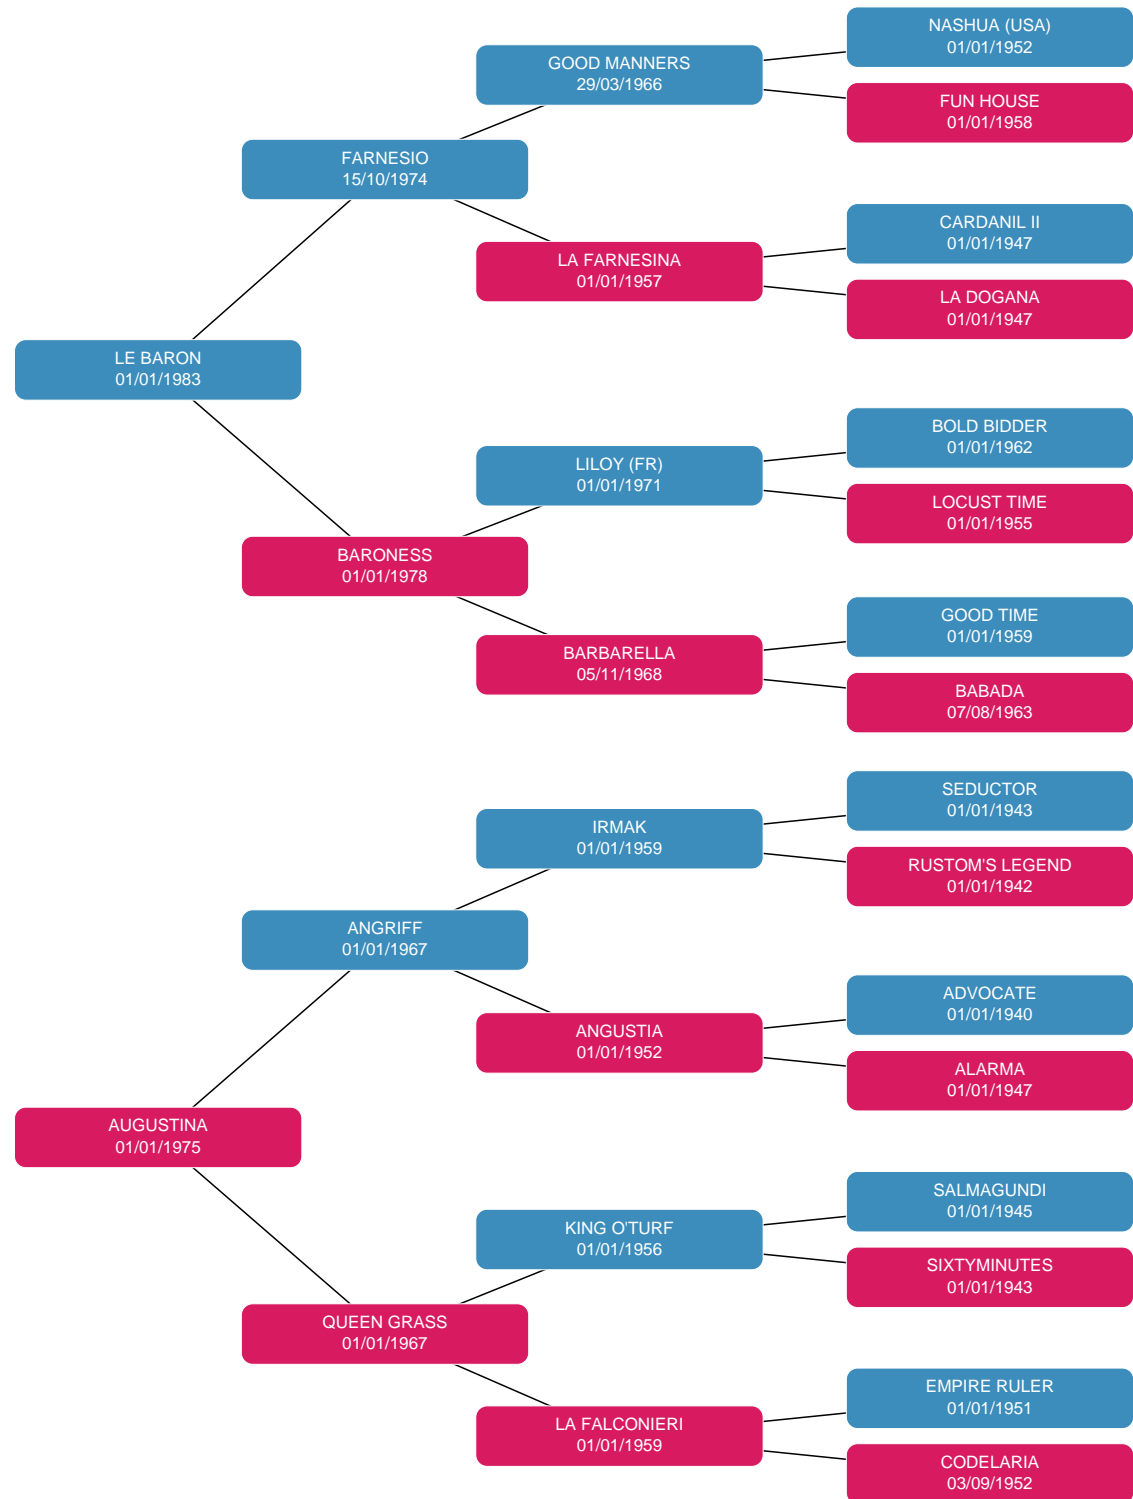 NASHUA (USA)
01/01/1952
GOOD MANNERS
29/03/1966
FUN HOUSE
01/01/1958
FARNESIO
15/10/1974
CARDANIL II
01/01/1947
LA FARNESINA
01/01/1957
LA DOGANA
01/01/1947
LE BARON
01/01/1983
BOLD BIDDER
01/01/1962
LILOY (FR)
01/01/1971
LOCUST TIME
01/01/1955
BARONESS
01/01/1978
GOOD TIME
01/01/1959
BARBARELLA
05/11/1968
BABADA
07/08/1963
SEDUCTOR
01/01/1943
IRMAK
01/01/1959
RUSTOM'S LEGEND
01/01/1942
ANGRIFF
01/01/1967
ADVOCATE
01/01/1940
ANGUSTIA
01/01/1952
ALARMA
01/01/1947
AUGUSTINA
01/01/1975
SALMAGUNDI
01/01/1945
KING O'TURF
01/01/1956
SIXTYMINUTES
01/01/1943
QUEEN GRASS
01/01/1967
EMPIRE RULER
01/01/1951
LA FALCONIERI
01/01/1959
CODELARIA
03/09/1952